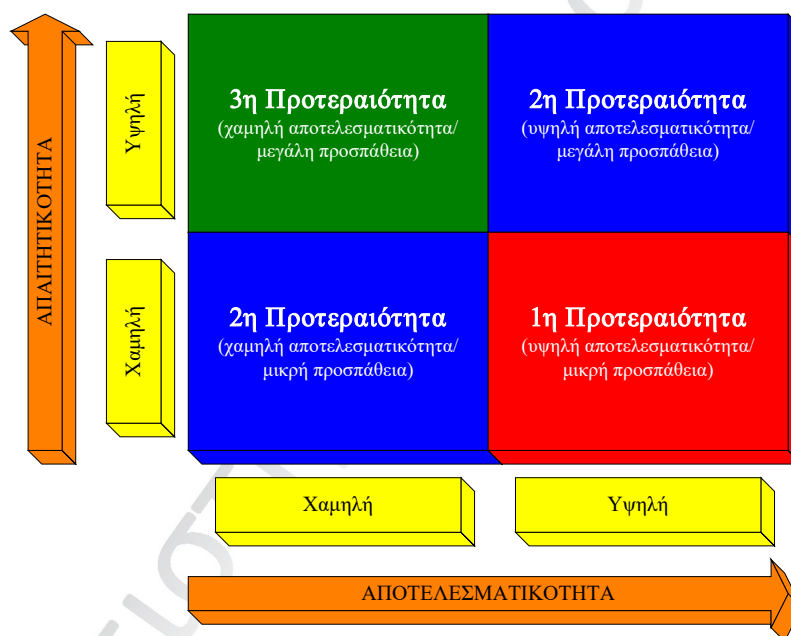 ΑΠΑΙΤΗΤΙΚΟΤΗΤΑ
Υψηλή
3η Προτεραιότητα
(χαμηλή αποτελεσματικότητα/
μεγάλη προσπάθεια)
2η Προτεραιότητα
(υψηλή αποτελεσματικότητα/
μεγάλη προσπάθεια)
Χαμηλή
2η Προτεραιότητα
(χαμηλή αποτελεσματικότητα/
μικρή προσπάθεια)
1η Προτεραιότητα
(υψηλή αποτελεσματικότητα/
μικρή προσπάθεια)
Χαμηλή
Υψηλή
ΑΠΟΤΕΛΕΣΜΑΤΙΚΟΤΗΤΑ